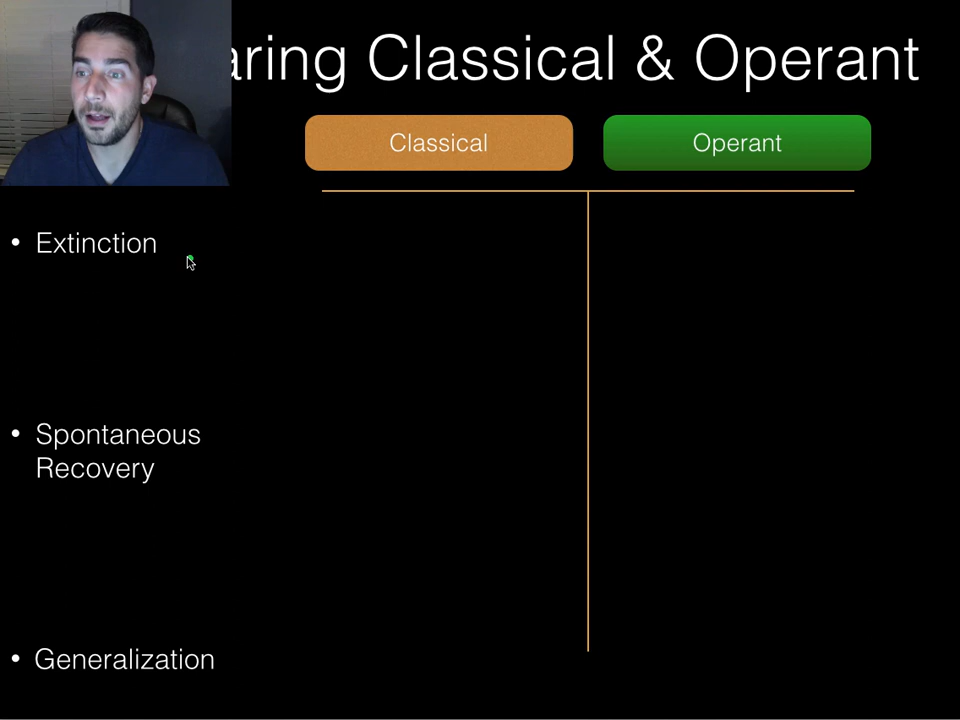 aring Classical & Operant
Classical
Operant
• Extinction
• Spontaneous
Recovery
• Generalization